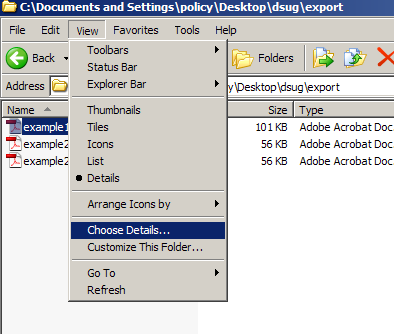 C:\Documents and Settings\policy\Desktop\dsug\export
File Edit View Favorites Tools Help
Back Folders
Address y\Desktop\dsug\export
Name Size Type
example1 101 KB Adobe Acrobat Doc
example2 56 KB Adobe Acrobat Doc
example2 56 KB Adobe Acrobat Doc
Toolbars
Status Bar
Explorer Bar
Thumbnails
Tiles
Icons
List
Details
Arrange Icons by
Choose Details...
Customize This Folder...
Go To
Refresh